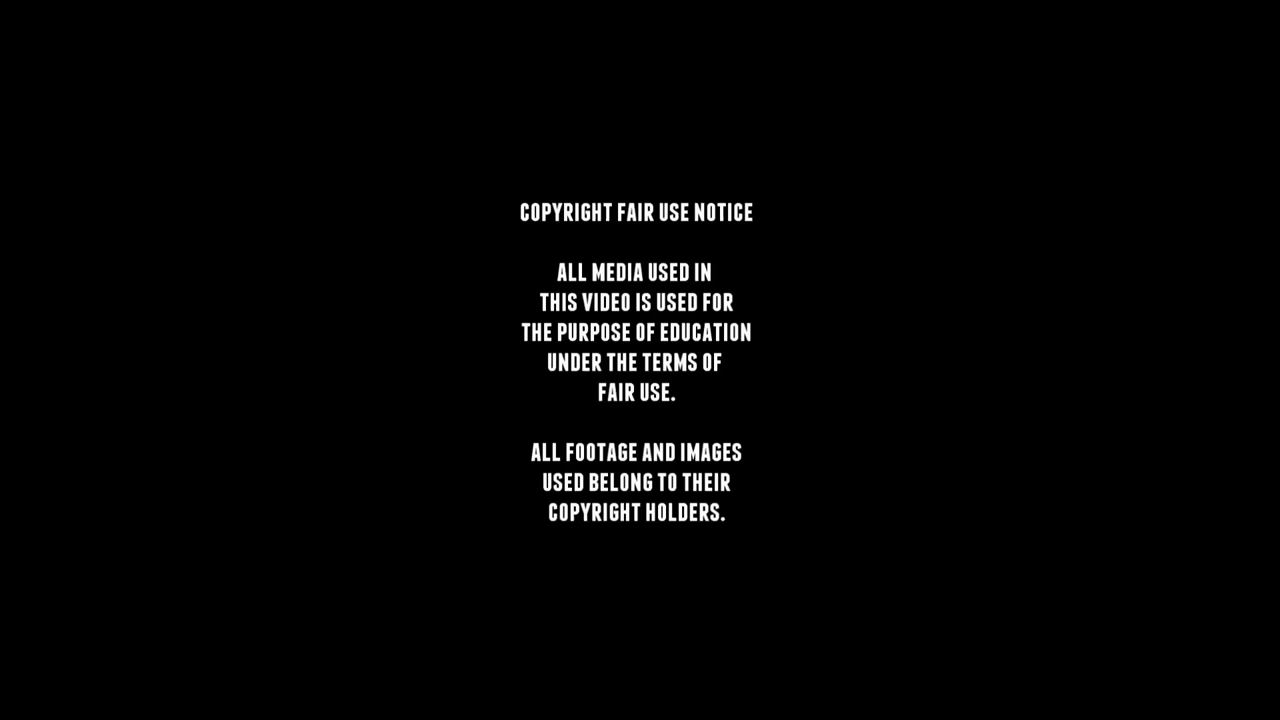 COPYRIGHT FAIR USE NOTICE
ALL MEDIA USED IN
THIS VIDEO IS USED FOR
THE PURPOSE OF EDUCATION
UNDER THE TERMS OF
FAIR USE.
ALL FOOTAGE AND IMAGES
USED BELONG TO THEIR
COPYRIGHT HOLDERS.